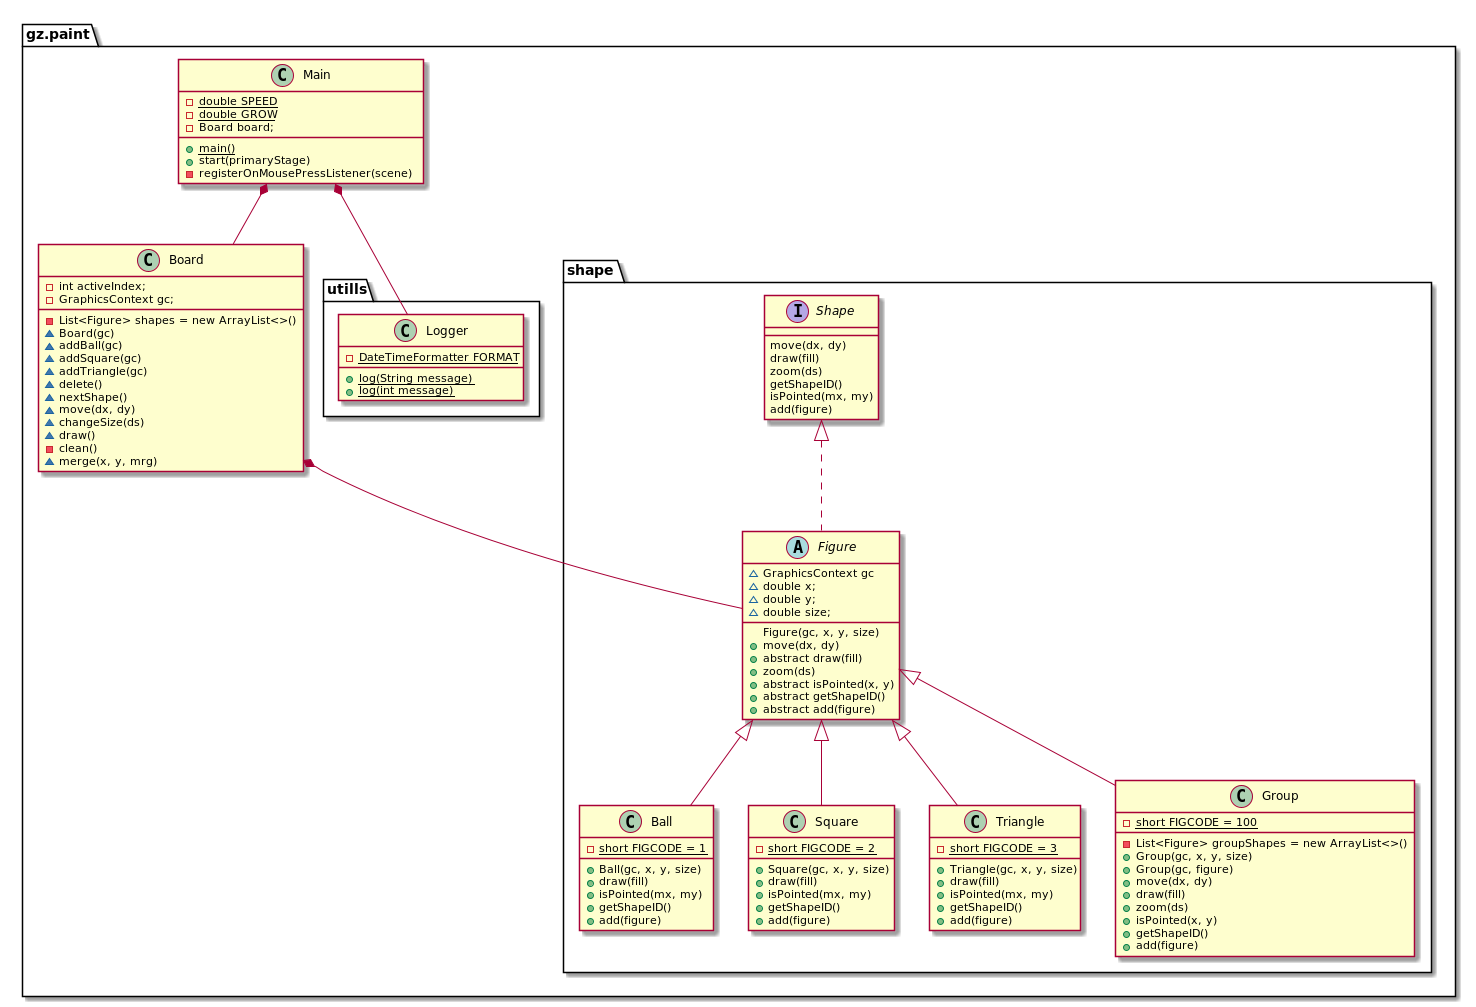 gz.paint
C Main
double SPEED
double GROW
Board board;
main()
start(primaryStage)
registerOnMousePressListener(scene)
C Board
int activeIndex;
GraphicsContext gc;
List<Figure> shapes = new ArrayList<>()
Board(gc)
addBall(gc)
addSquare(gc)
addTriangle(gc)
delete()
nextShape()
move(dx, dy)
changeSize(ds)
draw()
clean()
merge(x, y, mrg)
utills
C Logger
DateTimeFormatter FORMAT
log(String message)
log(int message)
shape
I Shape
move(dx, dy)
draw(fill)
zoom(ds)
getShapeID()
isPointed(mx, my)
add(figure)
A Figure
GraphicsContext gc
double x;
double y;
double size;
Figure(gc, x, y, size)
move(dx, dy)
abstract draw(fill)
zoom(ds)
abstract isPointed(x, y)
abstract getShapeID()
abstract add(figure)
C Ball
short FIGCODE = 1
Ball(gc, x, y, size)
draw(fill)
isPointed(mx, my)
getShapeID()
add(figure)
C Square
short FIGCODE = 2
Square(gc, x, y, size)
draw(fill)
isPointed(mx, my)
getShapeID()
add(figure)
C Triangle
short FIGCODE = 3
Triangle(gc, x, y, size)
draw(fill)
isPointed(mx, my)
getShapeID()
add(figure)
C Group
short FIGCODE = 100
List<Figure> groupShapes = new ArrayList<>()
Group(gc, x, y, size)
Group(gc, figure)
move(dx, dy)
draw(fill)
zoom(ds)
isPointed(x, y)
getShapeID()
add(figure)